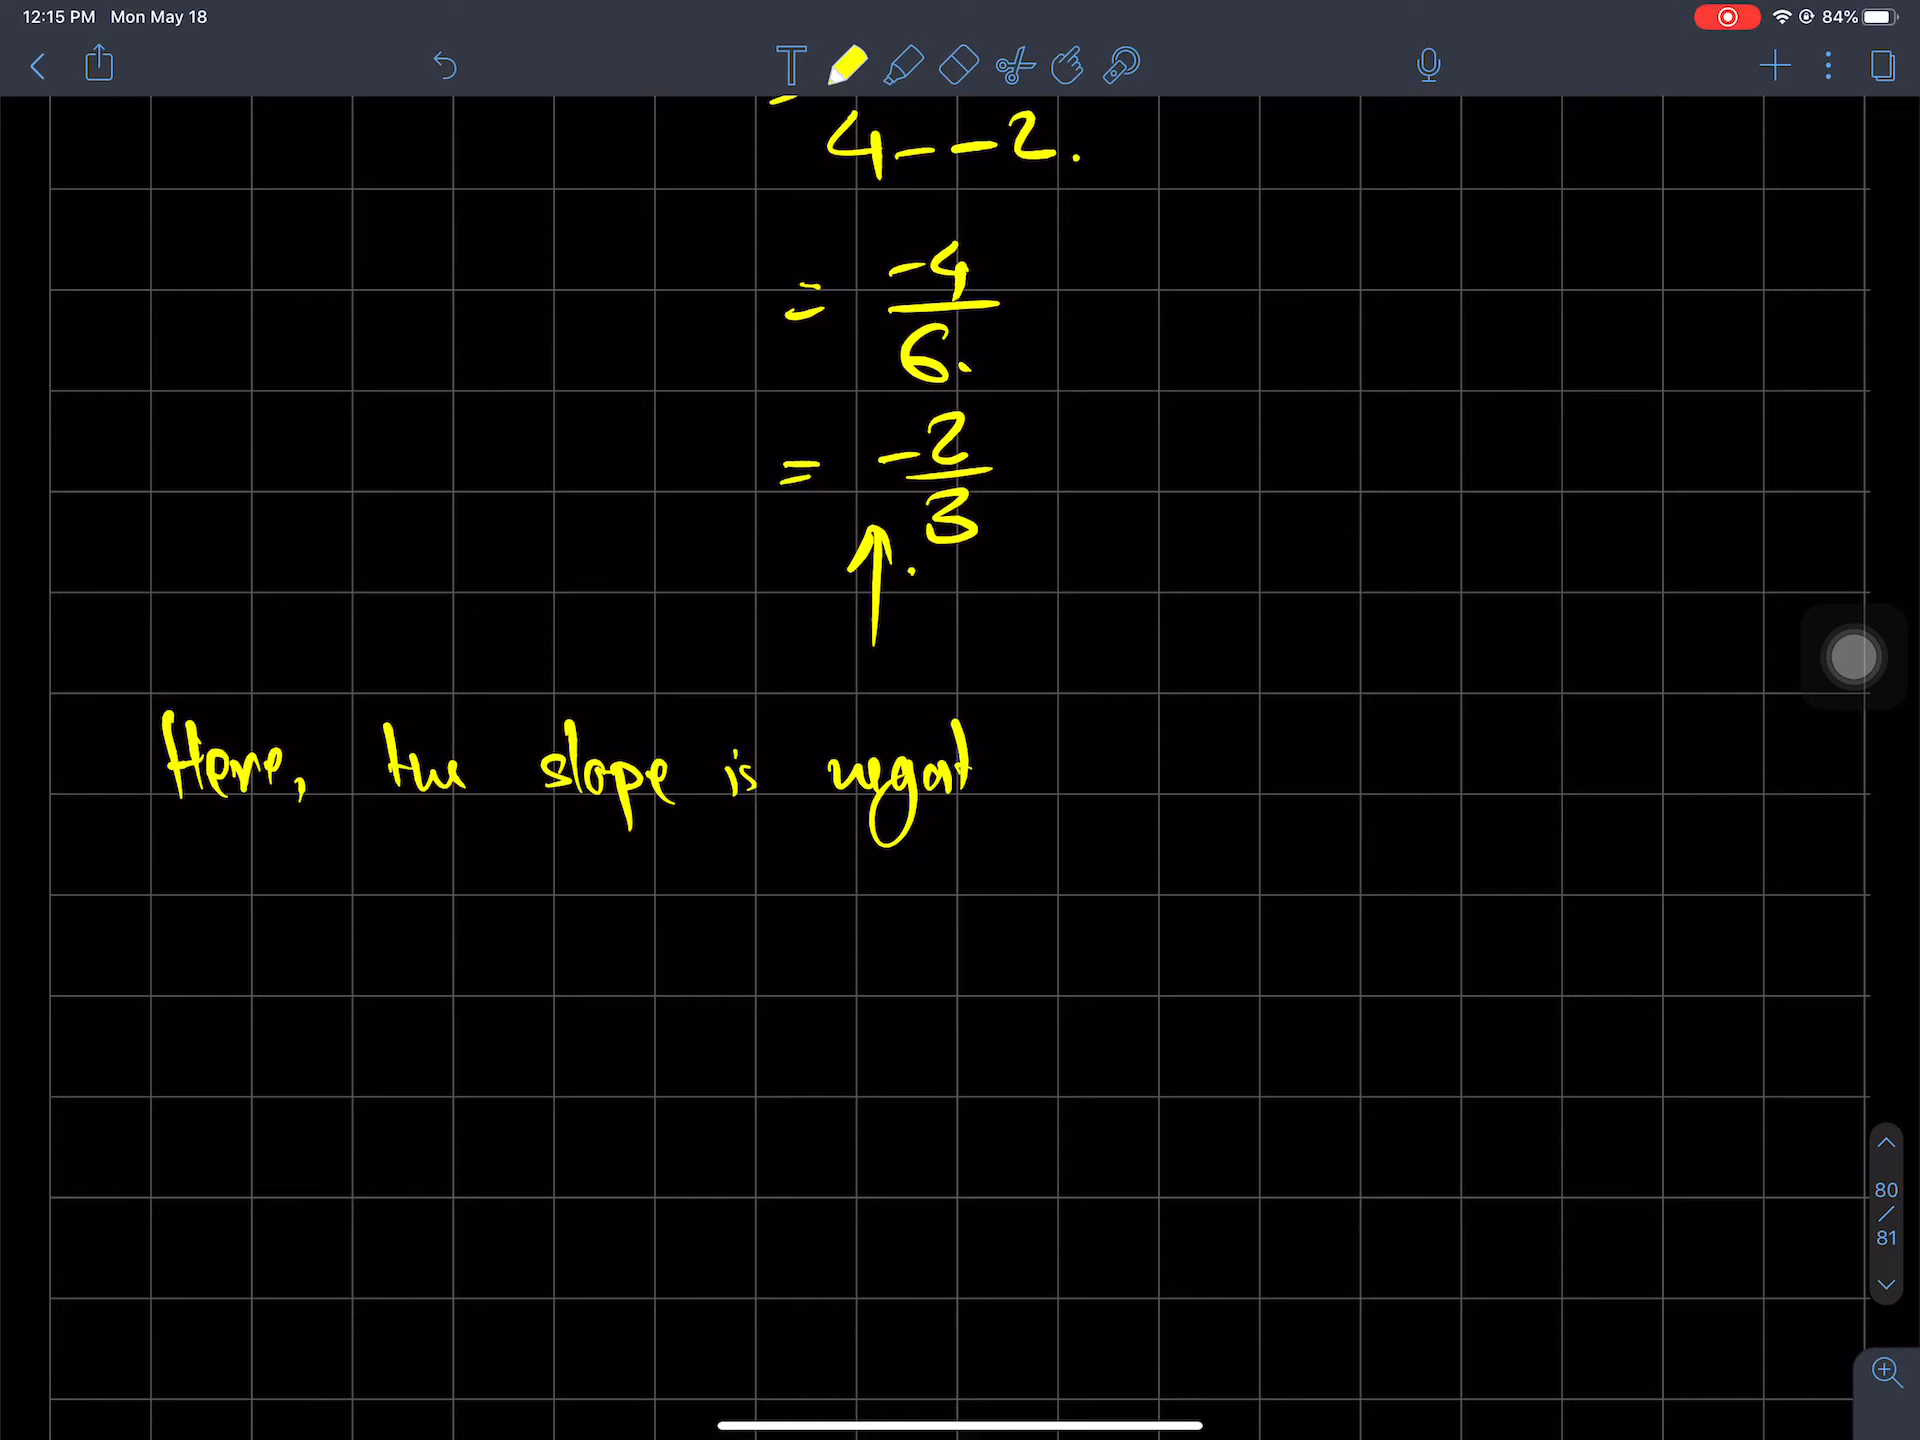 12:15 PM Mon May 18
84%
T
=
4 - - 2 .
= -4/6.
= -2/3
.
Here, the slope is negat
80
/
81